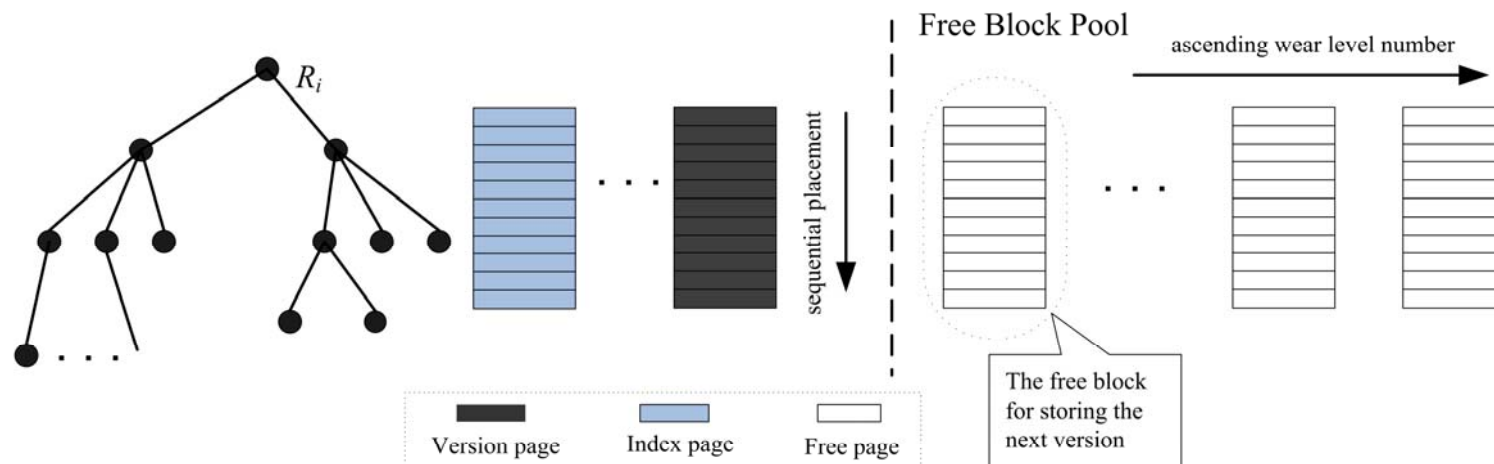 Free Block Pool
ascending wear level number
Ri
sequential placement
. . .
. . .
. . .
The free block
for storing the
next version
Version page
Index page
Free page